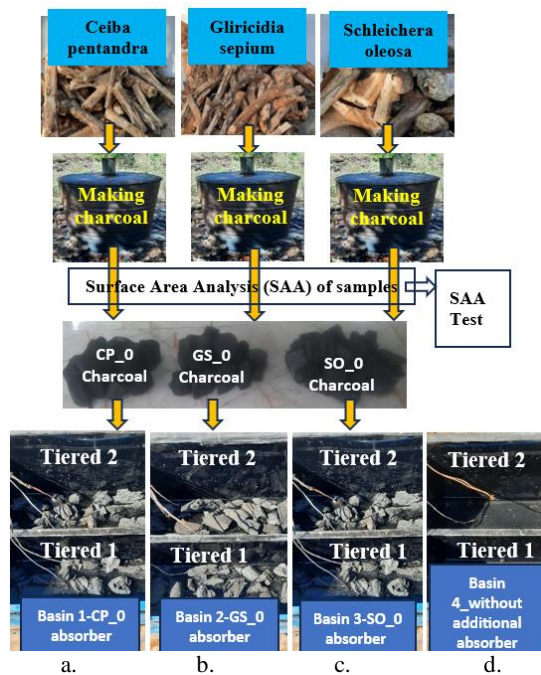 Ceiba
pentandra
Gliricidia
sepium
Schleichera
oleosa
Making
charcoal
Making
charcoal
Making
charcoal
Surface Area Analysis (SAA) of samples
SAA
Test
CP_0
Charcoal
GS_0
Charcoal
SO_0
Charcoal
Tiered 2
Tiered 2
Tiered 2
Tiered 2
Tiered 1
Tiered 1
Tiered 1
Tiered 1
Basin 1-CP_0
absorber
Basin 2-GS_0
absorber
Basin 3-SO_0
absorber
Basin
4_without
additional
absorber
a.
b.
c.
d.